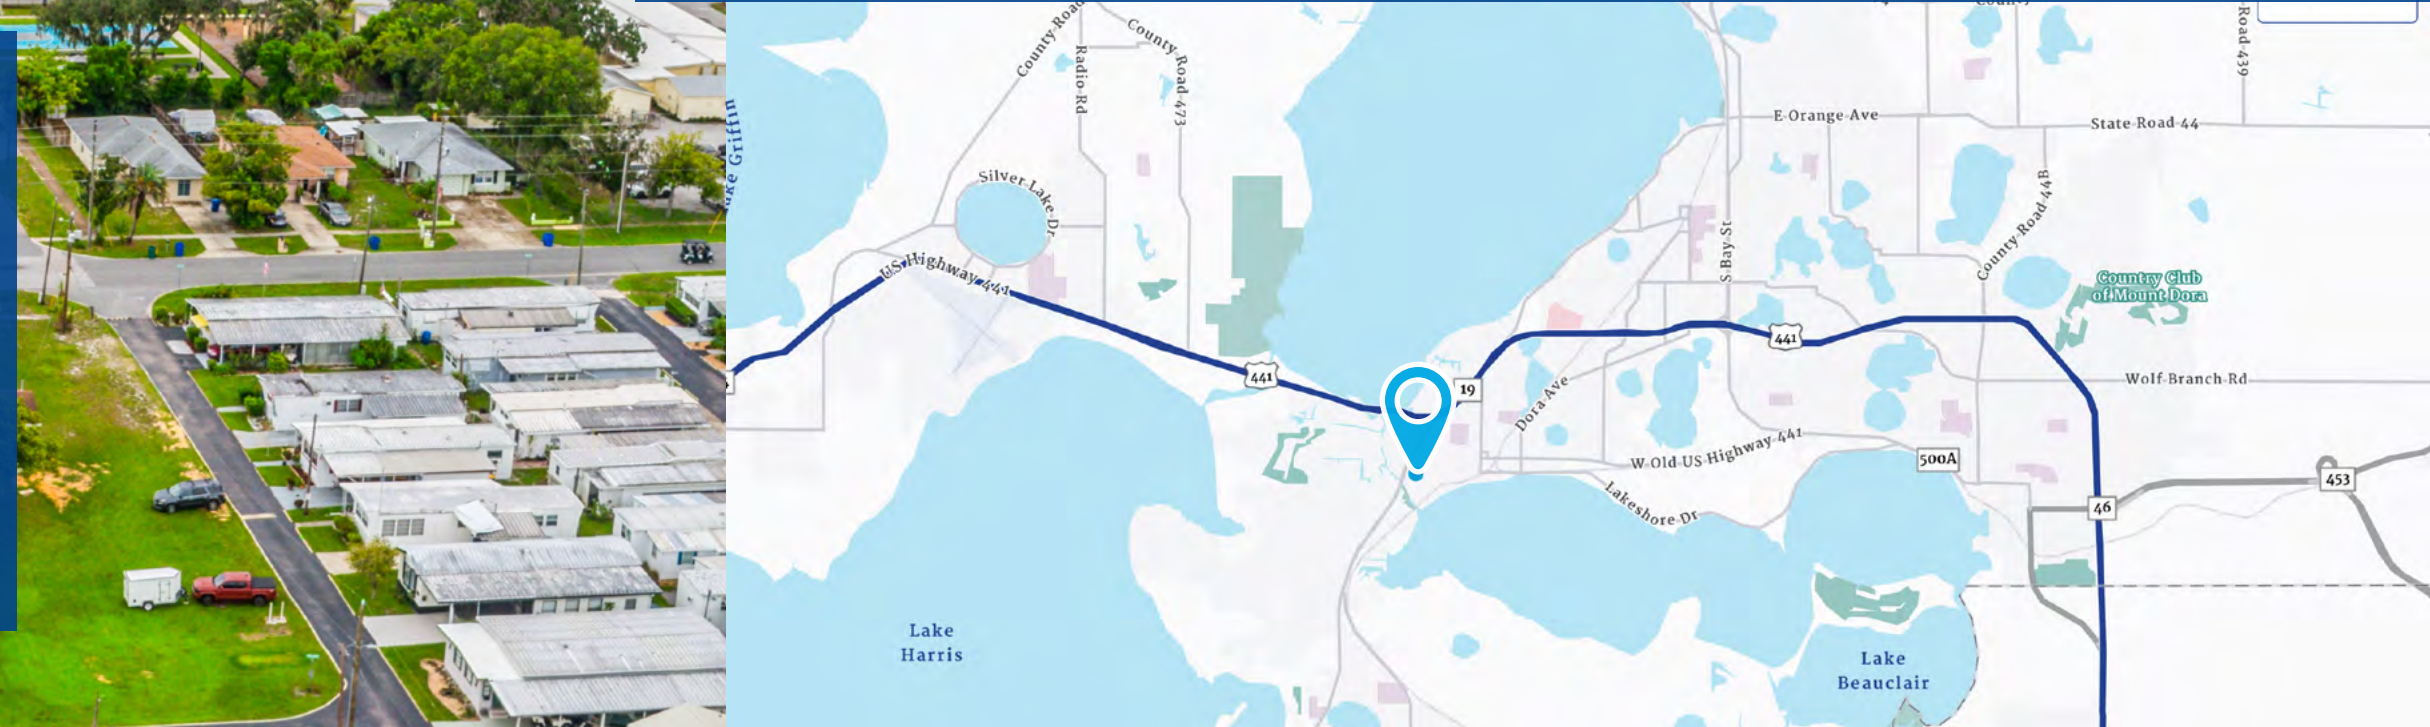 County Road
Radio Rd
County Road 473
Lake Griffin
Silver Lake Dr
US Highway 441
441
19
Dora Ave
S Bay St
E Orange Ave
State Road 44
County Road 44B
Road 439
County
Country Club
of Mount Dora
441
Wolf Branch Rd
W Old US Highway 441
500A
453
46
Lakeshore Dr
Lake
Harris
Lake
Beauclair